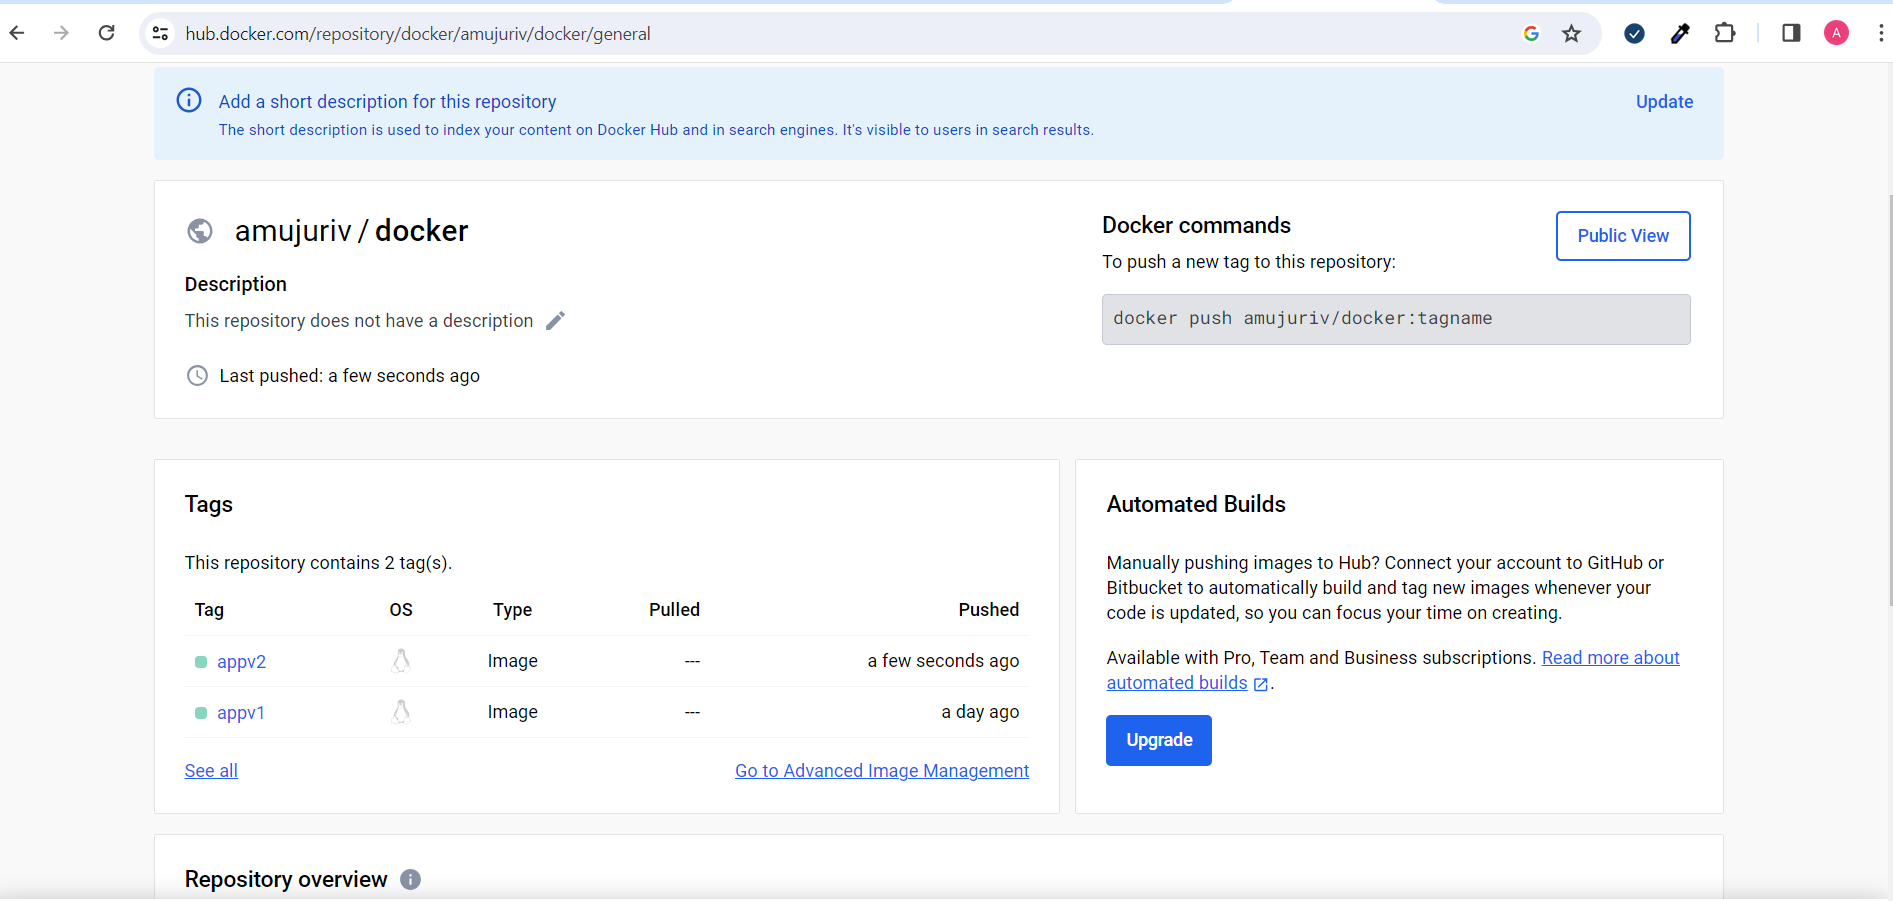 hub.docker.com/repository/docker/amujuriv/docker/general
A
Add a short description for this repository
Update
The short description is used to index your content on Docker Hub and in search engines. It's visible to users in search results.
amujuriv / docker
Docker commands
Public View
To push a new tag to this repository:
Description
This repository does not have a description
docker push amujuriv/docker:tagname
Last pushed: a few seconds ago
Tags
This repository contains 2 tag(s).
Tag OS Type Pulled Pushed
appv2 Image --- a few seconds ago
appv1 Image --- a day ago
See all
Go to Advanced Image Management
Automated Builds
Manually pushing images to Hub? Connect your account to GitHub or
Bitbucket to automatically build and tag new images whenever your
code is updated, so you can focus your time on creating.
Available with Pro, Team and Business subscriptions. Read more about
automated builds .
Upgrade
Repository overview